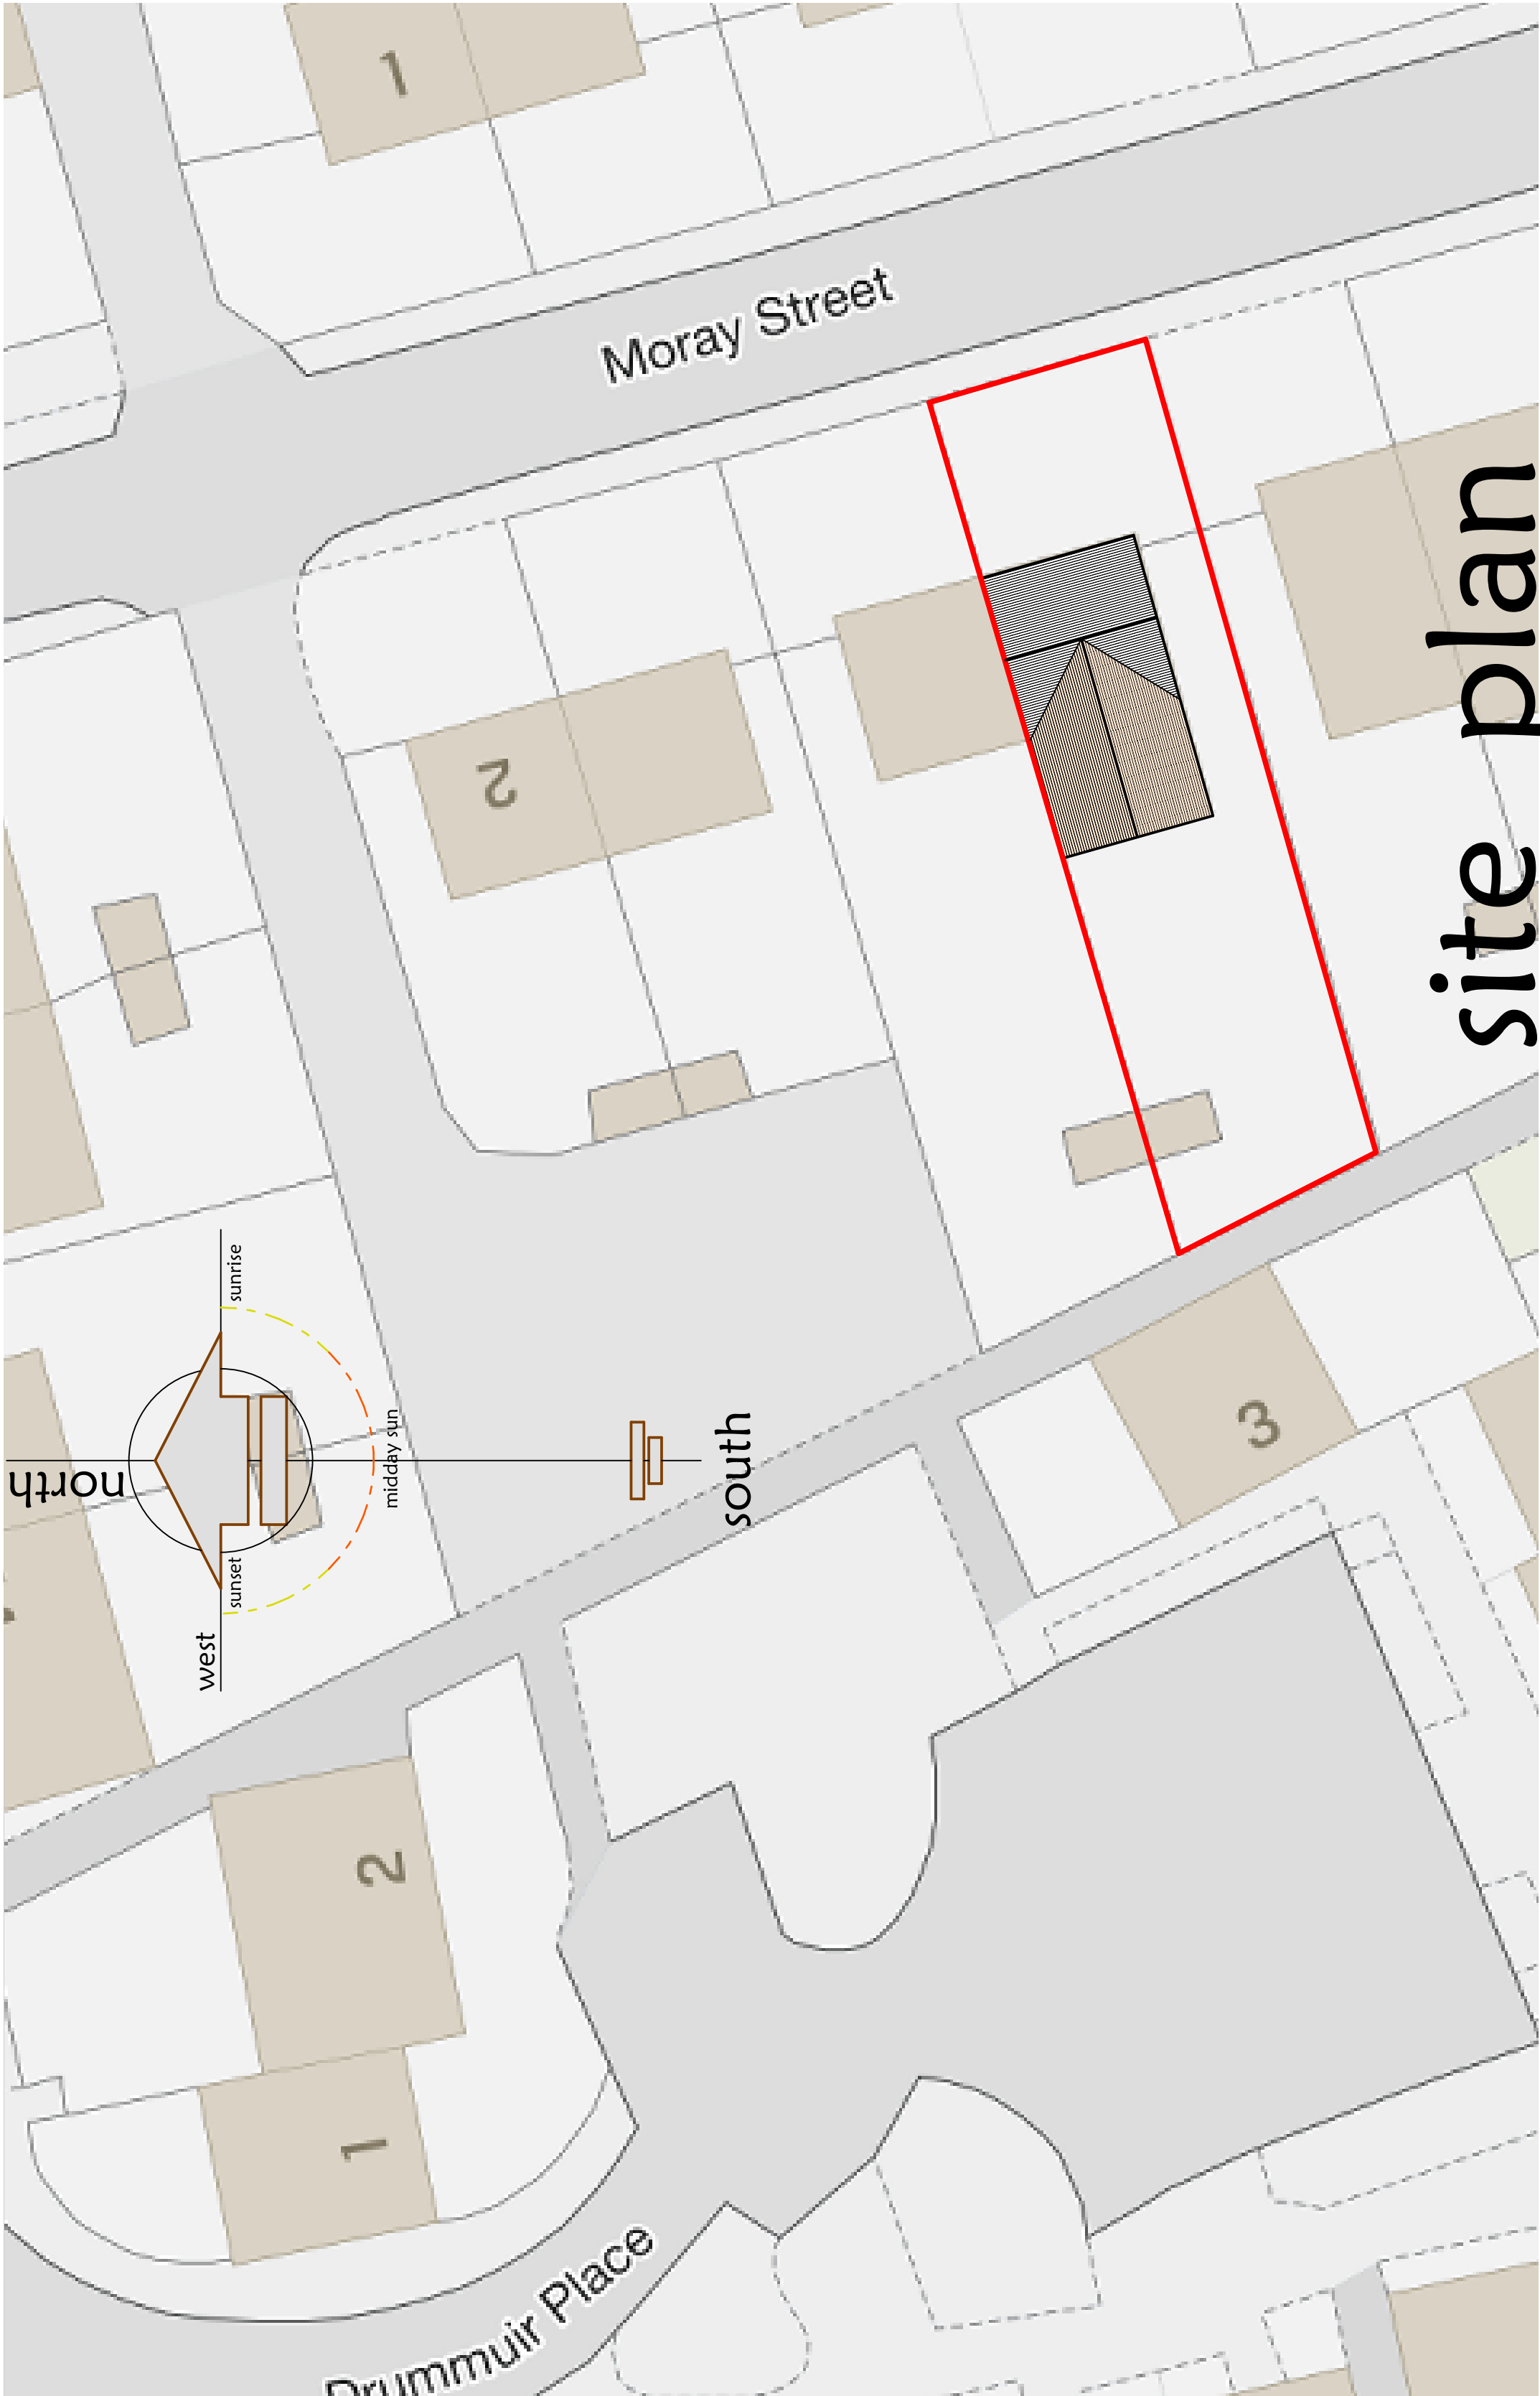 1
Moray Street
2
site plan
sunrise
north
midday sun
south
sunset
west
3
2
1
Drummuir Place